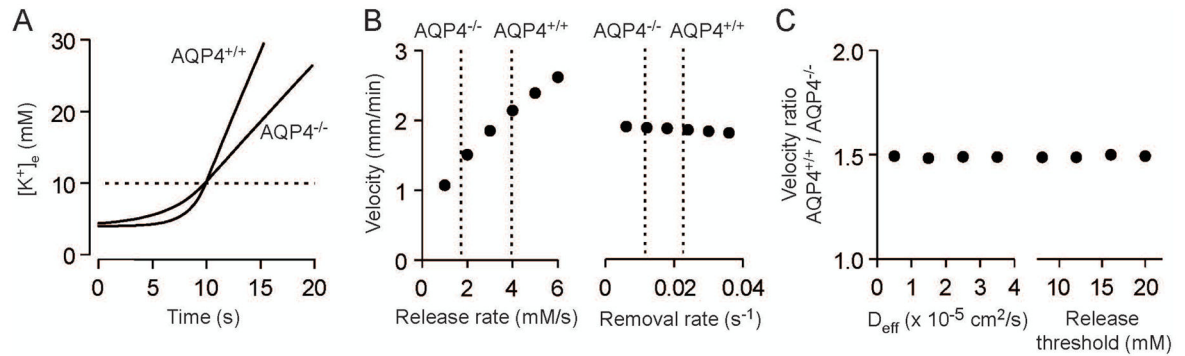 A
[K⁺]ₑ (mM)
30
20
10
0
AQP4⁺/⁺
AQP4⁻/⁻
0 5 10 15 20
Time (s)
B
AQP4⁻/⁻ AQP4⁺/⁺ AQP4⁻/⁻ AQP4⁺/⁺
Velocity (mm/min)
3
2
1
0
0 2 4 6 0 0.02 0.04
Release rate (mM/s) Removal rate (s⁻¹)
C
Velocity ratio
AQP4⁺/⁺ / AQP4⁻/⁻
2.0
1.5
1.0
0 1 2 3 4 10 15 20
D_eff (x 10⁻⁵ cm²/s) Release
threshold (mM)